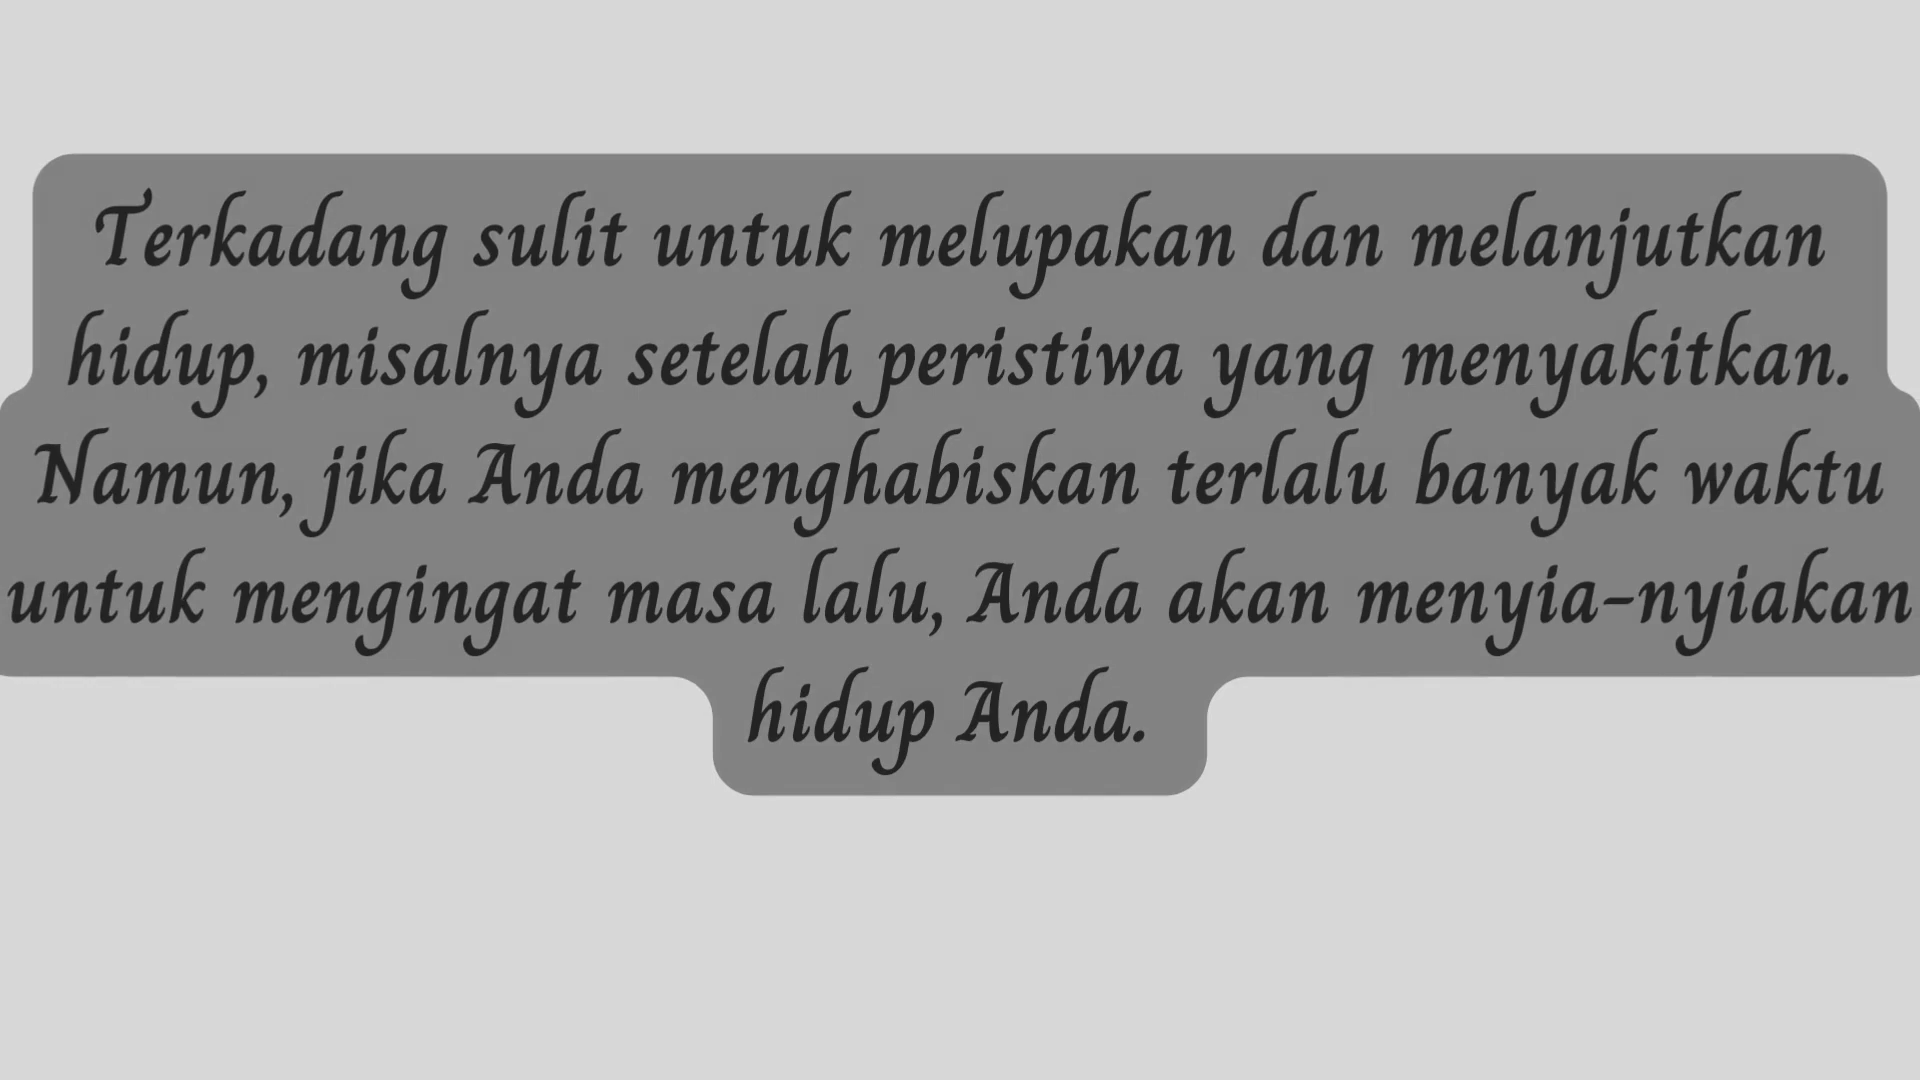 Terkadang sulit untuk melupakan dan melanjutkan
hidup, misalnya setelah peristiwa yang menyakitkan.
Namun, jika Anda menghabiskan terlalu banyak waktu
untuk mengingat masa lalu, Anda akan menyia-nyiakan
hidup Anda.